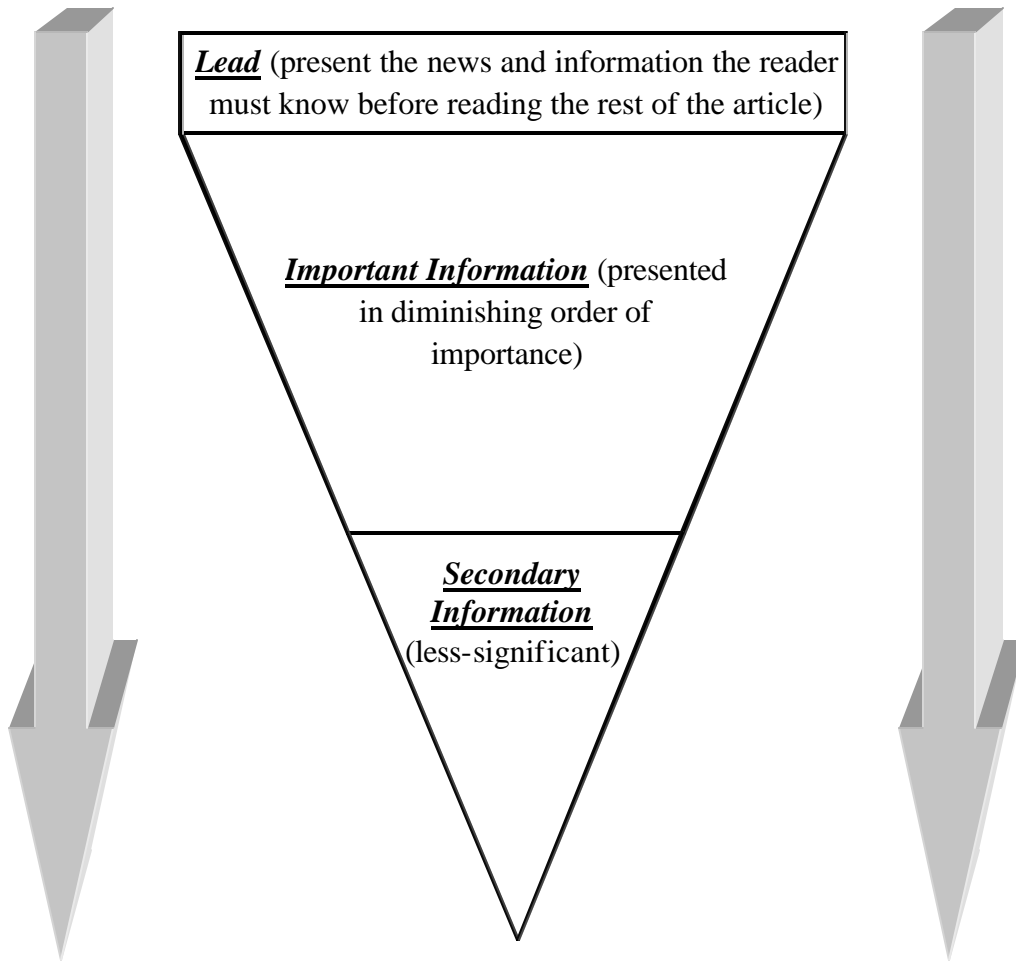 Lead (present the news and information the reader
must know before reading the rest of the article)
Important Information (presented
in diminishing order of
importance)
Secondary
Information
(less-significant)